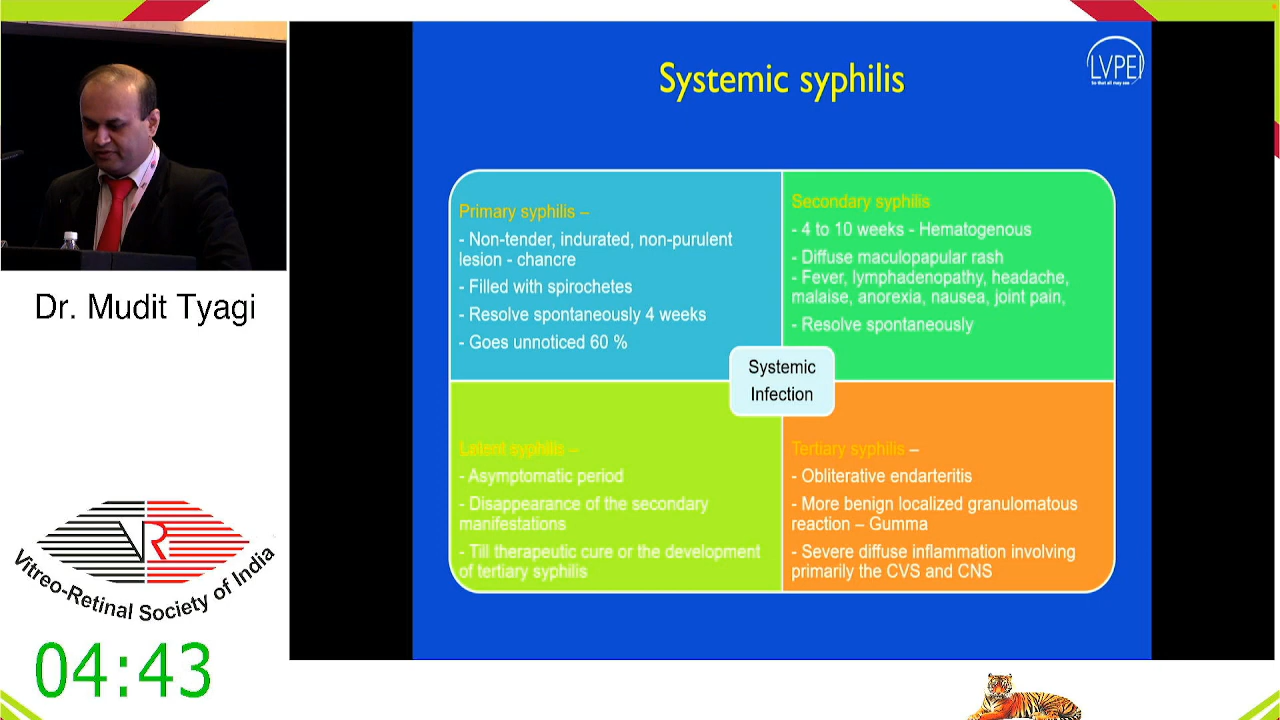 Systemic syphilis
LVPEI
Primary syphilis –
- Non-tender, indurated, non-purulent
lesion - chancre
- Filled with spirochetes
- Resolve spontaneously 4 weeks
- Goes unnoticed 60 %
Secondary syphilis
- 4 to 10 weeks - Hematogenous
- Diffuse maculopapular rash
- Fever, lymphadenopathy, headache,
malaise, anorexia, nausea, joint pain,
- Resolve spontaneously
Systemic
Infection
Latent syphilis –
- Asymptomatic period
- Disappearance of the secondary
manifestations
- Till therapeutic cure or the development
of tertiary syphilis
Tertiary syphilis –
- Obliterative endarteritis
- More benign localized granulomatous
reaction – Gumma
- Severe diffuse inflammation involving
primarily the CVS and CNS
Dr. Mudit Tyagi
VR
Vitreo-Retinal Society of India
04:43